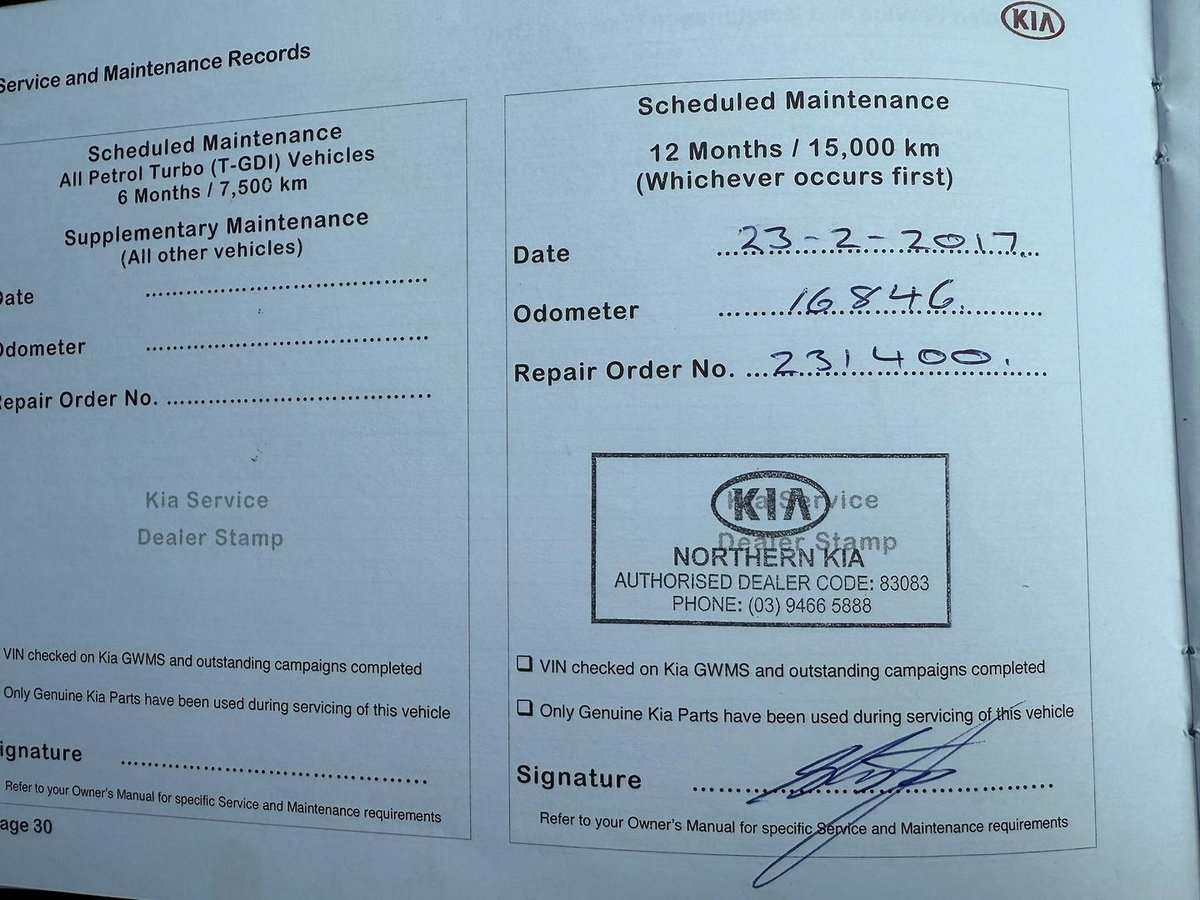 KIA
Service and Maintenance Records
Scheduled Maintenance
All Petrol Turbo (T-GDI) Vehicles
6 Months / 7,500 km
Supplementary Maintenance
(All other vehicles)
Date
Odometer
Repair Order No.
Kia Service
Dealer Stamp
VIN checked on Kia GWMS and outstanding campaigns completed
Only Genuine Kia Parts have been used during servicing of this vehicle
Signature
Refer to your Owner's Manual for specific Service and Maintenance requirements
Page 30
Scheduled Maintenance
12 Months / 15,000 km
(Whichever occurs first)
Date 23-2-2017
Odometer 16846.
Repair Order No. 231400.
Kia Service
Dealer Stamp
KIA
NORTHERN KIA
AUTHORISED DEALER CODE: 83083
PHONE: (03) 9466 5888
VIN checked on Kia GWMS and outstanding campaigns completed
Only Genuine Kia Parts have been used during servicing of this vehicle
Signature
Refer to your Owner's Manual for specific Service and Maintenance requirements